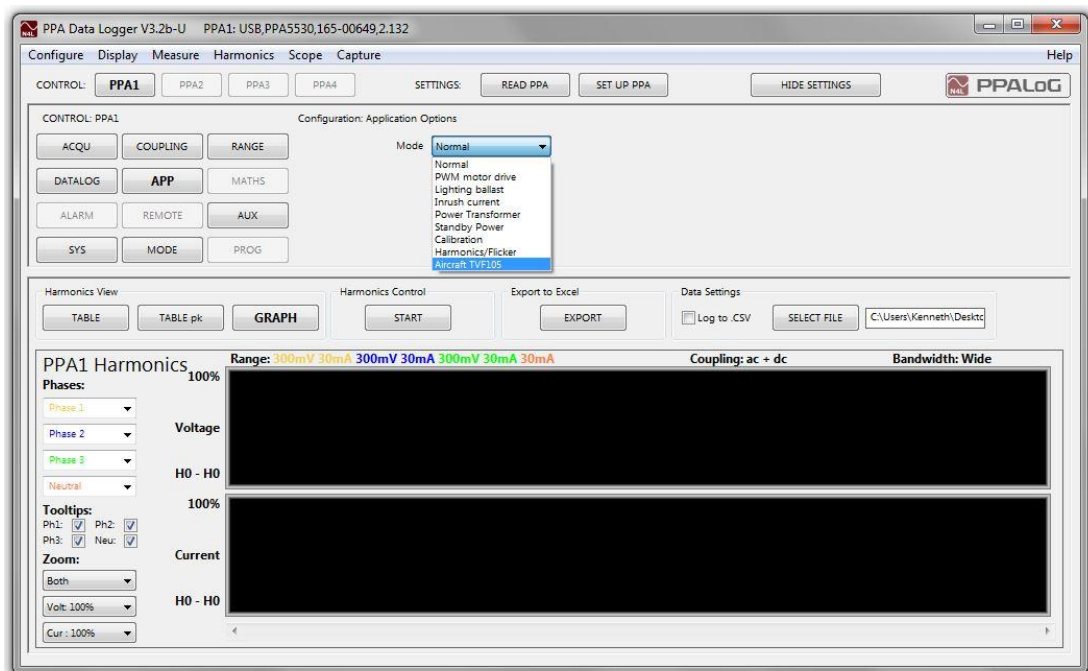 PPA Data Logger V3.2b-U PPA1: USB,PPA5530,165-00649,2.132
Configure Display Measure Harmonics Scope Capture Help
CONTROL: PPA1 PPA2 PPA3 PPA4 SETTINGS: READ PPA SET UP PPA HIDE SETTINGS N4L PPALoG
CONTROL: PPA1 Configuration: Application Options
ACQU COUPLING RANGE Mode Normal
Normal
PWM motor drive
Lighting ballast
Inrush current
Power Transformer
Standby Power
Calibration
Harmonics/Flicker
Aircraft TVF105
DATALOG APP MATHS
ALARM REMOTE AUX
SYS MODE PROG
Harmonics View Harmonics Control Export to Excel Data Settings
TABLE TABLE pk GRAPH START EXPORT Log to .CSV SELECT FILE C:\Users\Kenneth\Deskto
PPA1 Harmonics Range: 300mV 30mA 300mV 30mA 300mV 30mA 30mA Coupling: ac + dc Bandwidth: Wide
100%
Phases:
Phase 1
Phase 2 Voltage
Phase 3
H0 - H0
Neutral
100%
Tooltips:
Ph1: Ph2:
Ph3: Neu:
Zoom: Current
Both
Volt: 100% H0 - H0
Cur : 100%